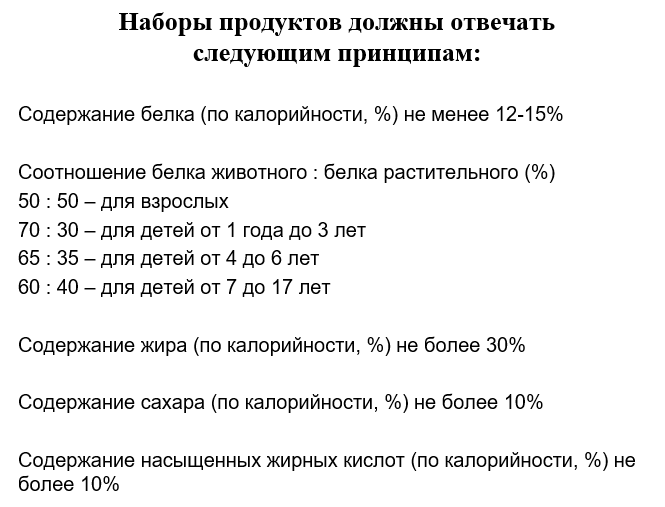 Наборы продуктов должны отвечать
следующим принципам:
Содержание белка (по калорийности, %) не менее 12-15%
Соотношение белка животного : белка растительного (%)
50 : 50 – для взрослых
70 : 30 – для детей от 1 года до 3 лет
65 : 35 – для детей от 4 до 6 лет
60 : 40 – для детей от 7 до 17 лет
Содержание жира (по калорийности, %) не более 30%
Содержание сахара (по калорийности, %) не более 10%
Содержание насыщенных жирных кислот (по калорийности, %) не
более 10%